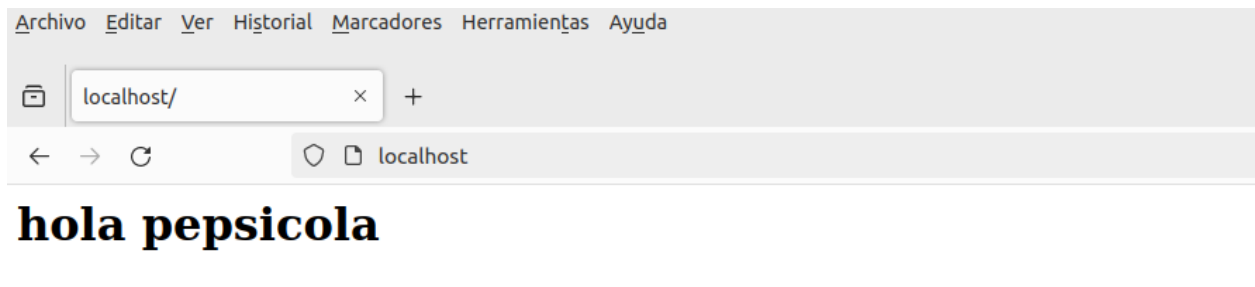 Archivo Editar Ver Historial Marcadores Herramientas Ayuda
localhost/
localhost
hola pepsicola